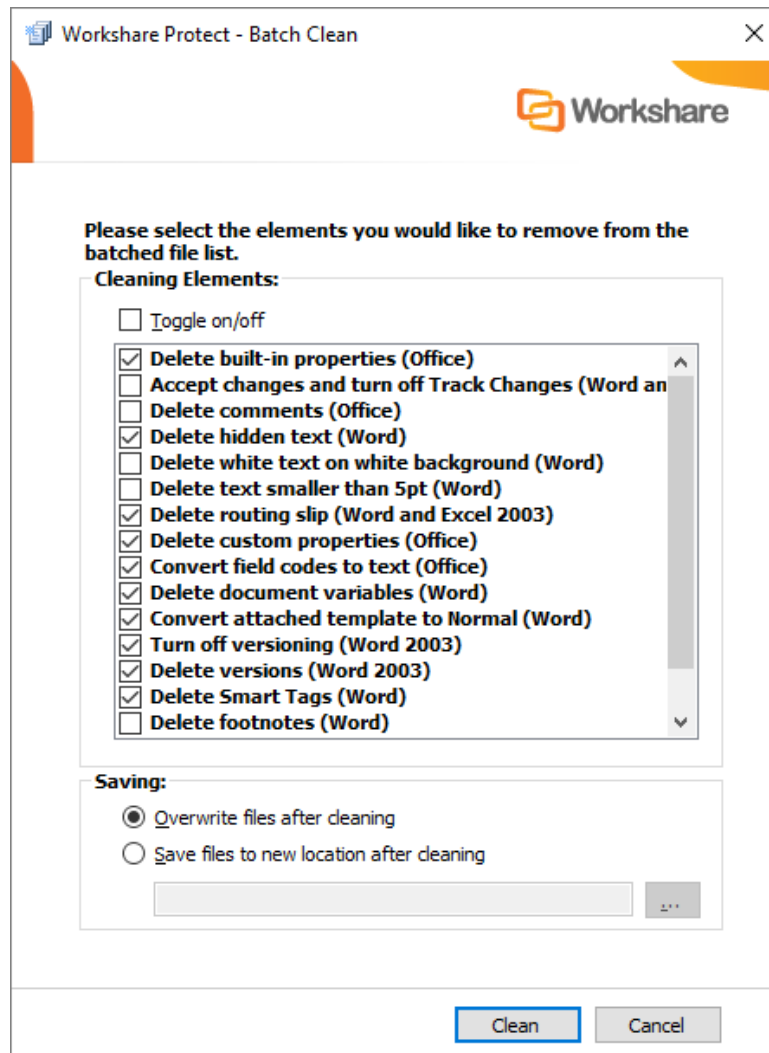 Workshare Protect - Batch Clean
Workshare
Please select the elements you would like to remove from the
batched file list.
Cleaning Elements:
Toggle on/off
Delete built-in properties (Office)
Accept changes and turn off Track Changes (Word an
Delete comments (Office)
Delete hidden text (Word)
Delete white text on white background (Word)
Delete text smaller than 5pt (Word)
Delete routing slip (Word and Excel 2003)
Delete custom properties (Office)
Convert field codes to text (Office)
Delete document variables (Word)
Convert attached template to Normal (Word)
Turn off versioning (Word 2003)
Delete versions (Word 2003)
Delete Smart Tags (Word)
Delete footnotes (Word)
Saving:
Overwrite files after cleaning
Save files to new location after cleaning
...
Clean Cancel